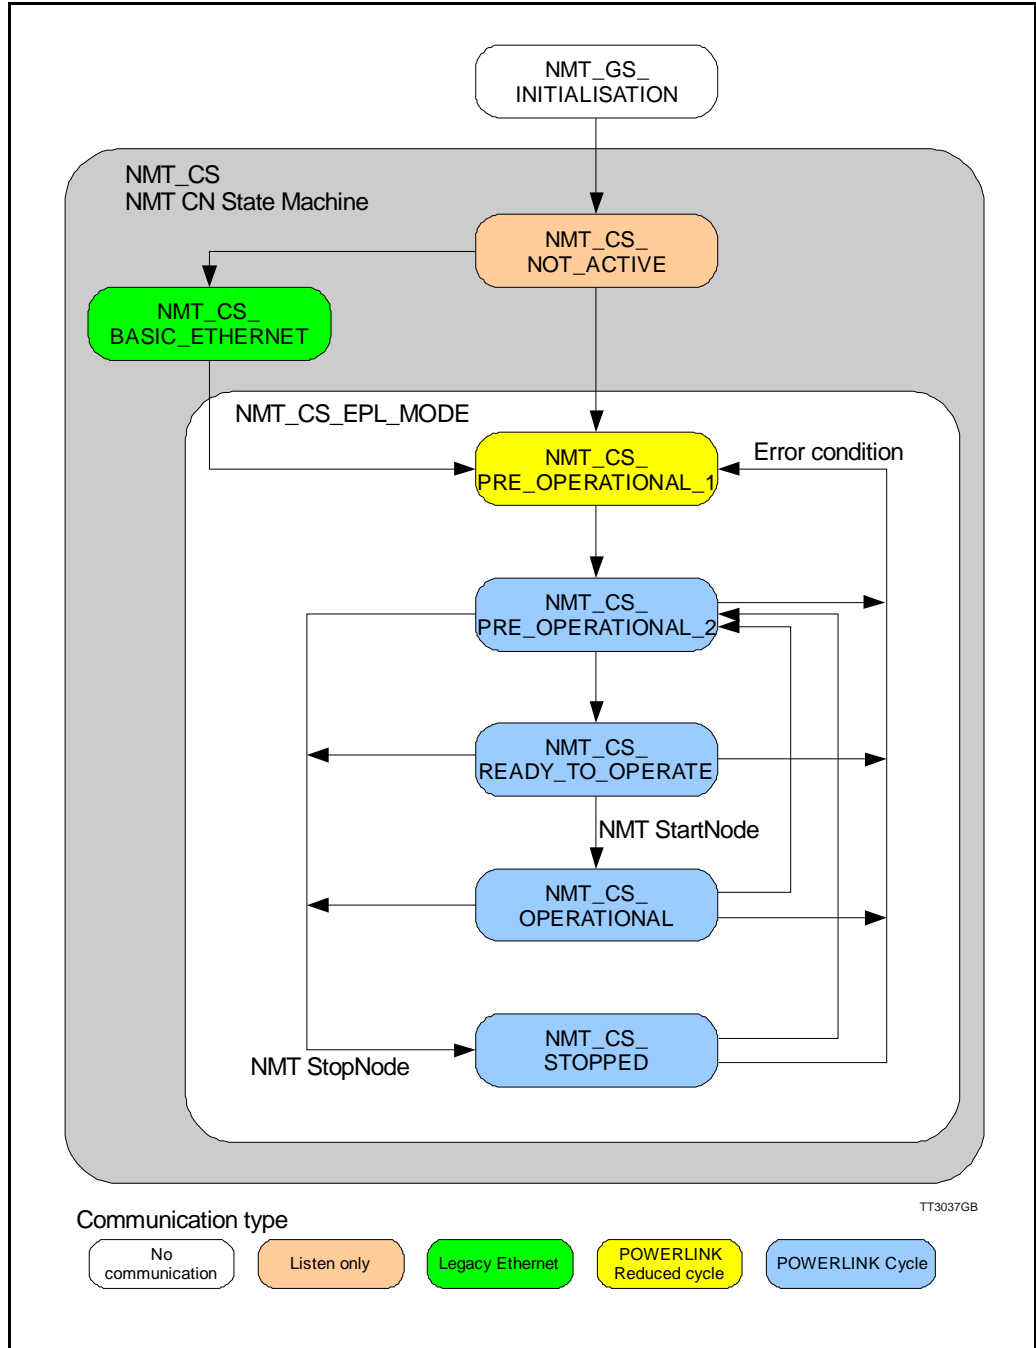 NMT_GS_
INITIALISATION
NMT_CS
NMT CN State Machine
NMT_CS_
NOT_ACTIVE
NMT_CS_
BASIC_ETHERNET
NMT_CS_EPL_MODE
NMT_CS_
PRE_OPERATIONAL_1
Error condition
NMT_CS_
PRE_OPERATIONAL_2
NMT_CS_
READY_TO_OPERATE
NMT StartNode
NMT_CS_
OPERATIONAL
NMT_CS_
STOPPED
NMT StopNode
TT3037GB
Communication type
No
communication
Listen only
Legacy Ethernet
POWERLINK
Reduced cycle
POWERLINK Cycle